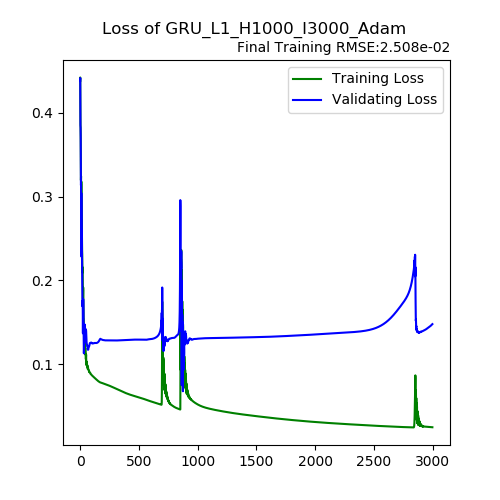 Loss of GRU_L1_H1000_I3000_Adam
Final Training RMSE:2.508e-02
Training Loss
Validating Loss
0.4
0.3
0.2
0.1
0 500 1000 1500 2000 2500 3000